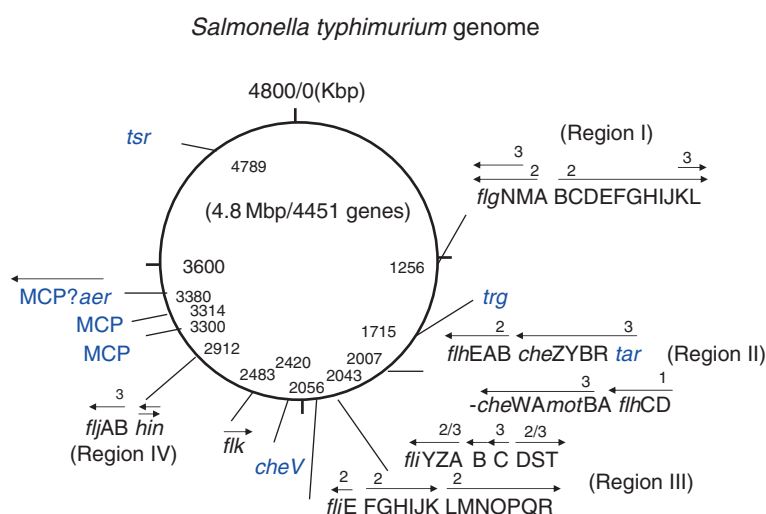 Salmonella typhimurium genome
4800/0(Kbp)
tsr
4789
(4.8 Mbp/4451 genes)
(Region I)
3 3
2 2
flgNMA BCDEFGHIJKL
3600
1256
MCP?aer
3380
MCP
3314
3300
MCP
2912
trg
1715
2 3
flhEAB cheZYBR tar (Region II)
2007
2420
2043
2483
2056
3 1
-cheWAmotBA flhCD
3
fljAB hin
(Region IV)
flk
cheV
2/3 3 2/3
fliYZA B C DST
2 2 2
fliE FGHIJK LMNOPQR
(Region III)